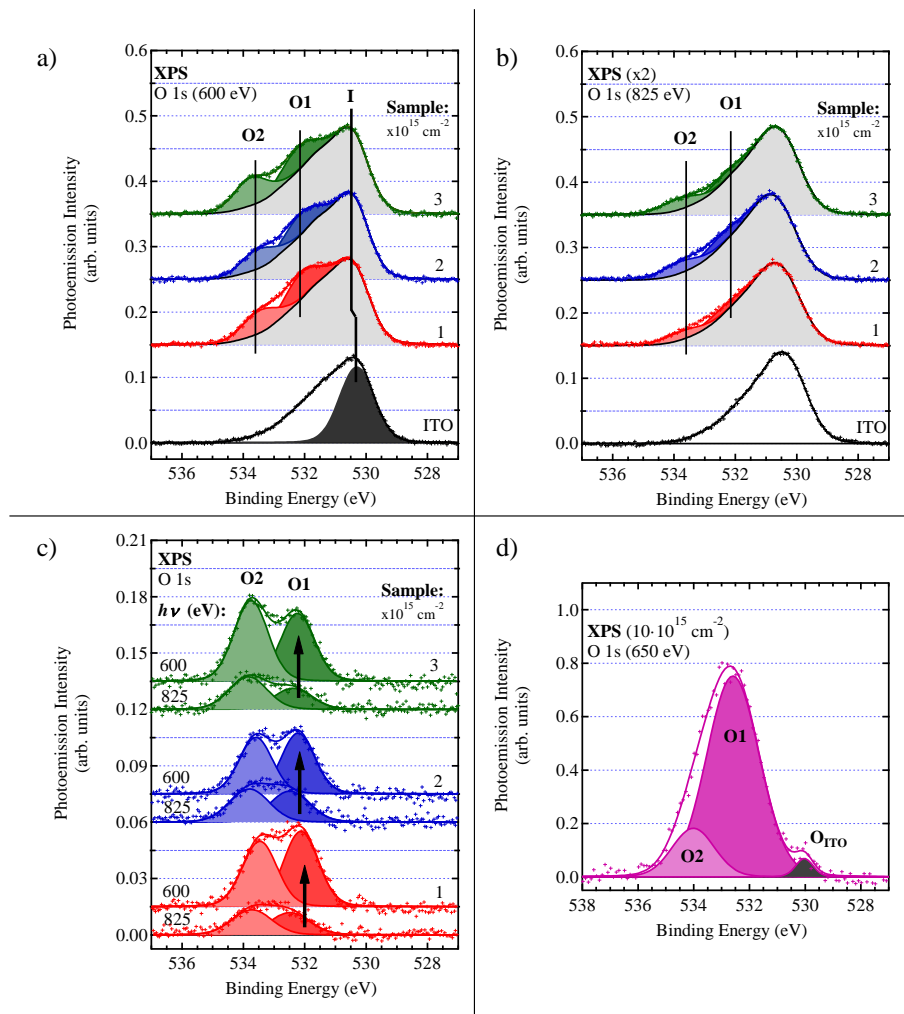 a)
XPS
O 1s (600 eV)
O2
O1
I
Sample:
x10^15 cm^-2
3
2
1
ITO
0.6
0.5
0.4
0.3
0.2
0.1
0.0
Photoemission Intensity
(arb. units)
536
534
532
530
528
Binding Energy (eV)
b)
XPS (x2)
O 1s (825 eV)
O2
O1
Sample:
x10^15 cm^-2
3
2
1
ITO
0.6
0.5
0.4
0.3
0.2
0.1
0.0
Photoemission Intensity
(arb. units)
536
534
532
530
528
Binding Energy (eV)
c)
XPS
O 1s
hν (eV):
O2
O1
Sample:
x10^15 cm^-2
600
825
3
600
825
2
600
825
1
0.21
0.18
0.15
0.12
0.09
0.06
0.03
0.00
Photoemission Intensity
(arb. units)
536
534
532
530
528
Binding Energy (eV)
d)
XPS (10·10^15 cm^-2)
O 1s (650 eV)
O1
O2
O_ITO
1.0
0.8
0.6
0.4
0.2
0.0
Photoemission Intensity
(arb. units)
538
536
534
532
530
528
Binding Energy (eV)